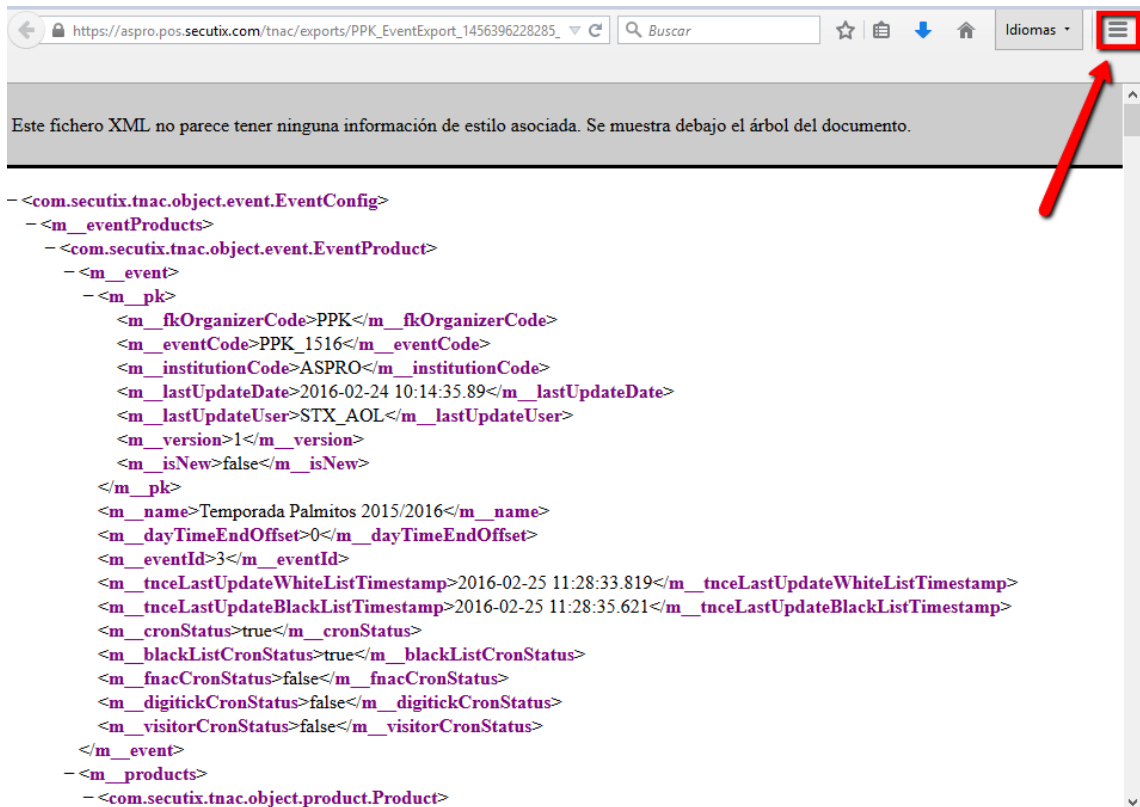 https://aspro.pos.secutix.com/tnac/exports/PPK_EventExport_1456396228285_
Buscar
Idiomas
Este fichero XML no parece tener ninguna información de estilo asociada. Se muestra debajo el árbol del documento.
– <com.secutix.tnac.object.event.EventConfig>
– <m__eventProducts>
– <com.secutix.tnac.object.event.EventProduct>
– <m__event>
– <m__pk>
<m__fkOrganizerCode>PPK</m__fkOrganizerCode>
<m__eventCode>PPK_1516</m__eventCode>
<m__institutionCode>ASPRO</m__institutionCode>
<m__lastUpdateDate>2016-02-24 10:14:35.89</m__lastUpdateDate>
<m__lastUpdateUser>STX_AOL</m__lastUpdateUser>
<m__version>1</m__version>
<m__isNew>false</m__isNew>
</m__pk>
<m__name>Temporada Palmitos 2015/2016</m__name>
<m__dayTimeEndOffset>0</m__dayTimeEndOffset>
<m__eventId>3</m__eventId>
<m__tnceLastUpdateWhiteListTimestamp>2016-02-25 11:28:33.819</m__tnceLastUpdateWhiteListTimestamp>
<m__tnceLastUpdateBlackListTimestamp>2016-02-25 11:28:35.621</m__tnceLastUpdateBlackListTimestamp>
<m__cronStatus>true</m__cronStatus>
<m__blackListCronStatus>true</m__blackListCronStatus>
<m__fnacCronStatus>false</m__fnacCronStatus>
<m__digitickCronStatus>false</m__digitickCronStatus>
<m__visitorCronStatus>false</m__visitorCronStatus>
</m__event>
– <m__products>
– <com.secutix.tnac.object.product.Product>